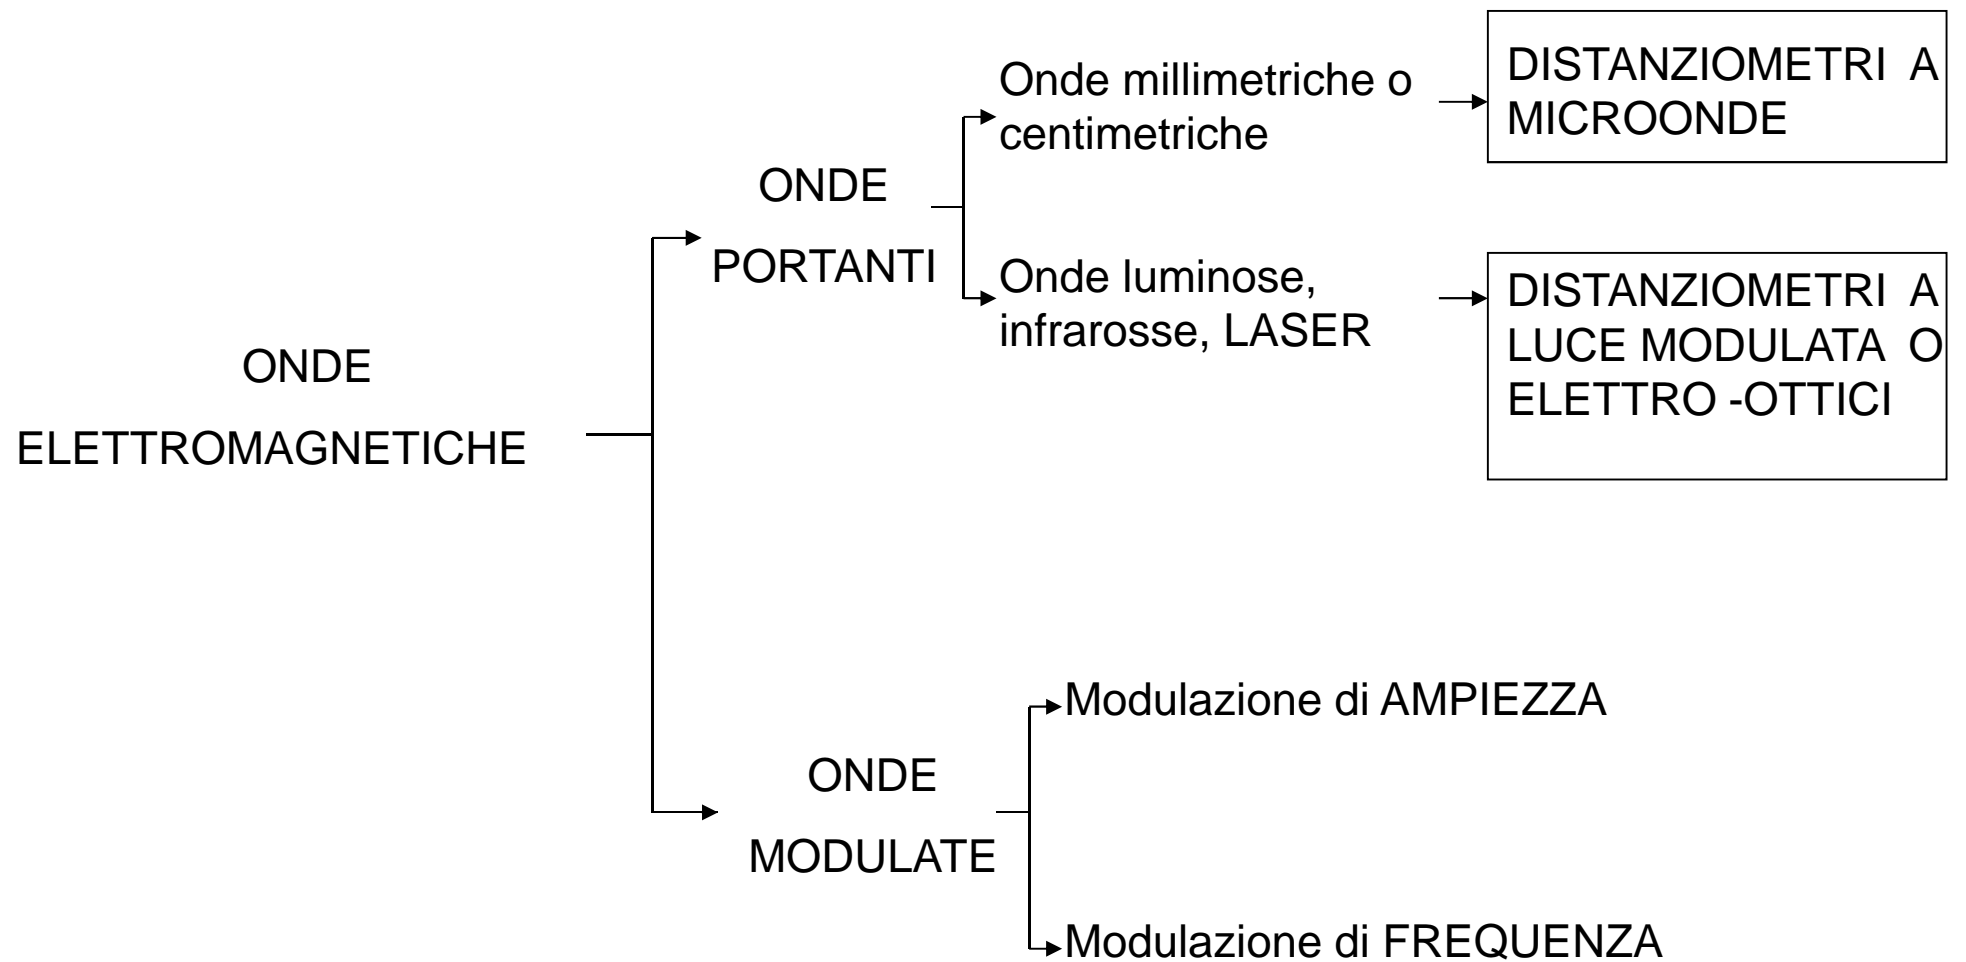 ONDE
ELETTROMAGNETICHE
ONDE
PORTANTI
Onde millimetriche o
centimetriche
DISTANZIOMETRI A
MICROONDE
Onde luminose,
infrarosse, LASER
DISTANZIOMETRI A
LUCE MODULATA O
ELETTRO -OTTICI
ONDE
MODULATE
Modulazione di AMPIEZZA
Modulazione di FREQUENZA